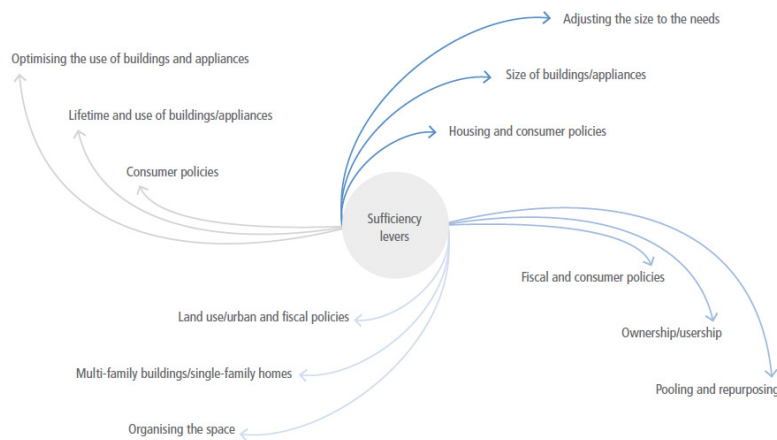 Adjusting the size to the needs
Optimising the use of buildings and appliances
Size of buildings/appliances
Lifetime and use of buildings/appliances
Housing and consumer policies
Consumer policies
Sufficiency
levers
Fiscal and consumer policies
Land use/urban and fiscal policies
Ownership/usership
Multi-family buildings/single-family homes
Pooling and repurposing
Organising the space